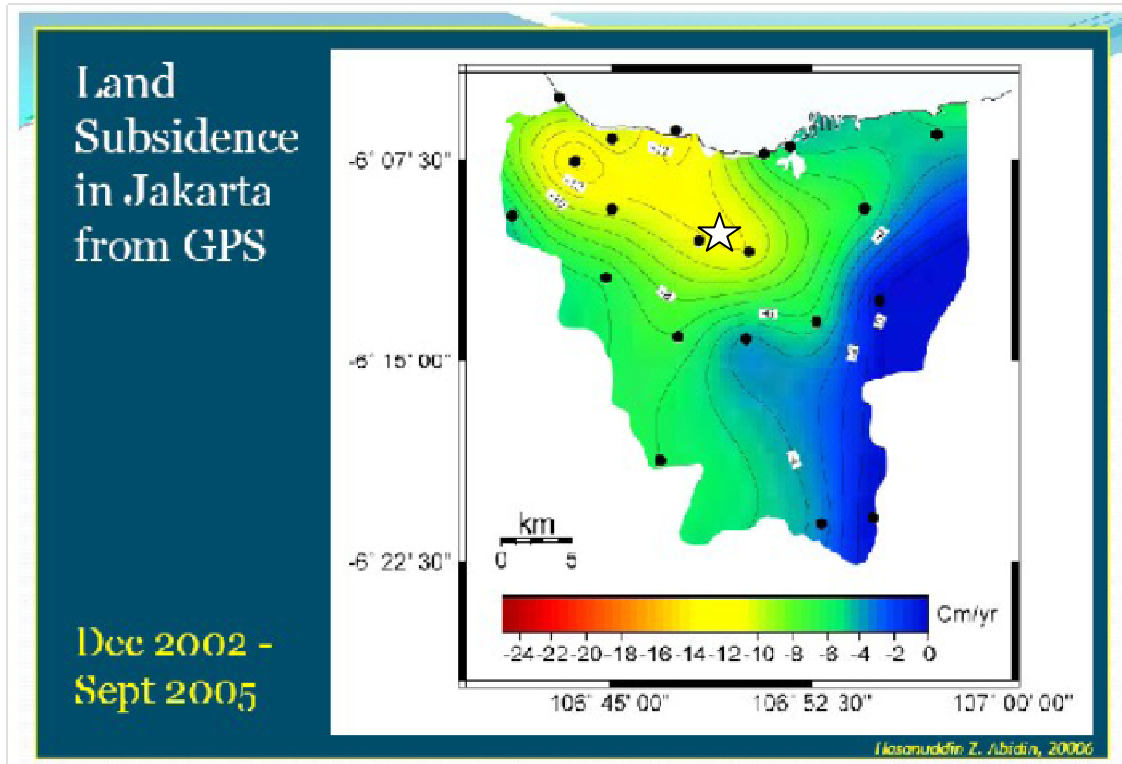 Land
Subsidence
in Jakarta
from GPS
Dec 2002 -
Sept 2005
-6° 07' 30"
-6° 15' 00"
-6° 22' 30"
km
0 5
Cm/yr
-24 -22 -20 -18 -16 -14 -12 -10 -8 -6 -4 -2 0
106° 45' 00" 106° 52' 30" 107° 00' 00"
Hasanuddin Z. Abidin, 20006